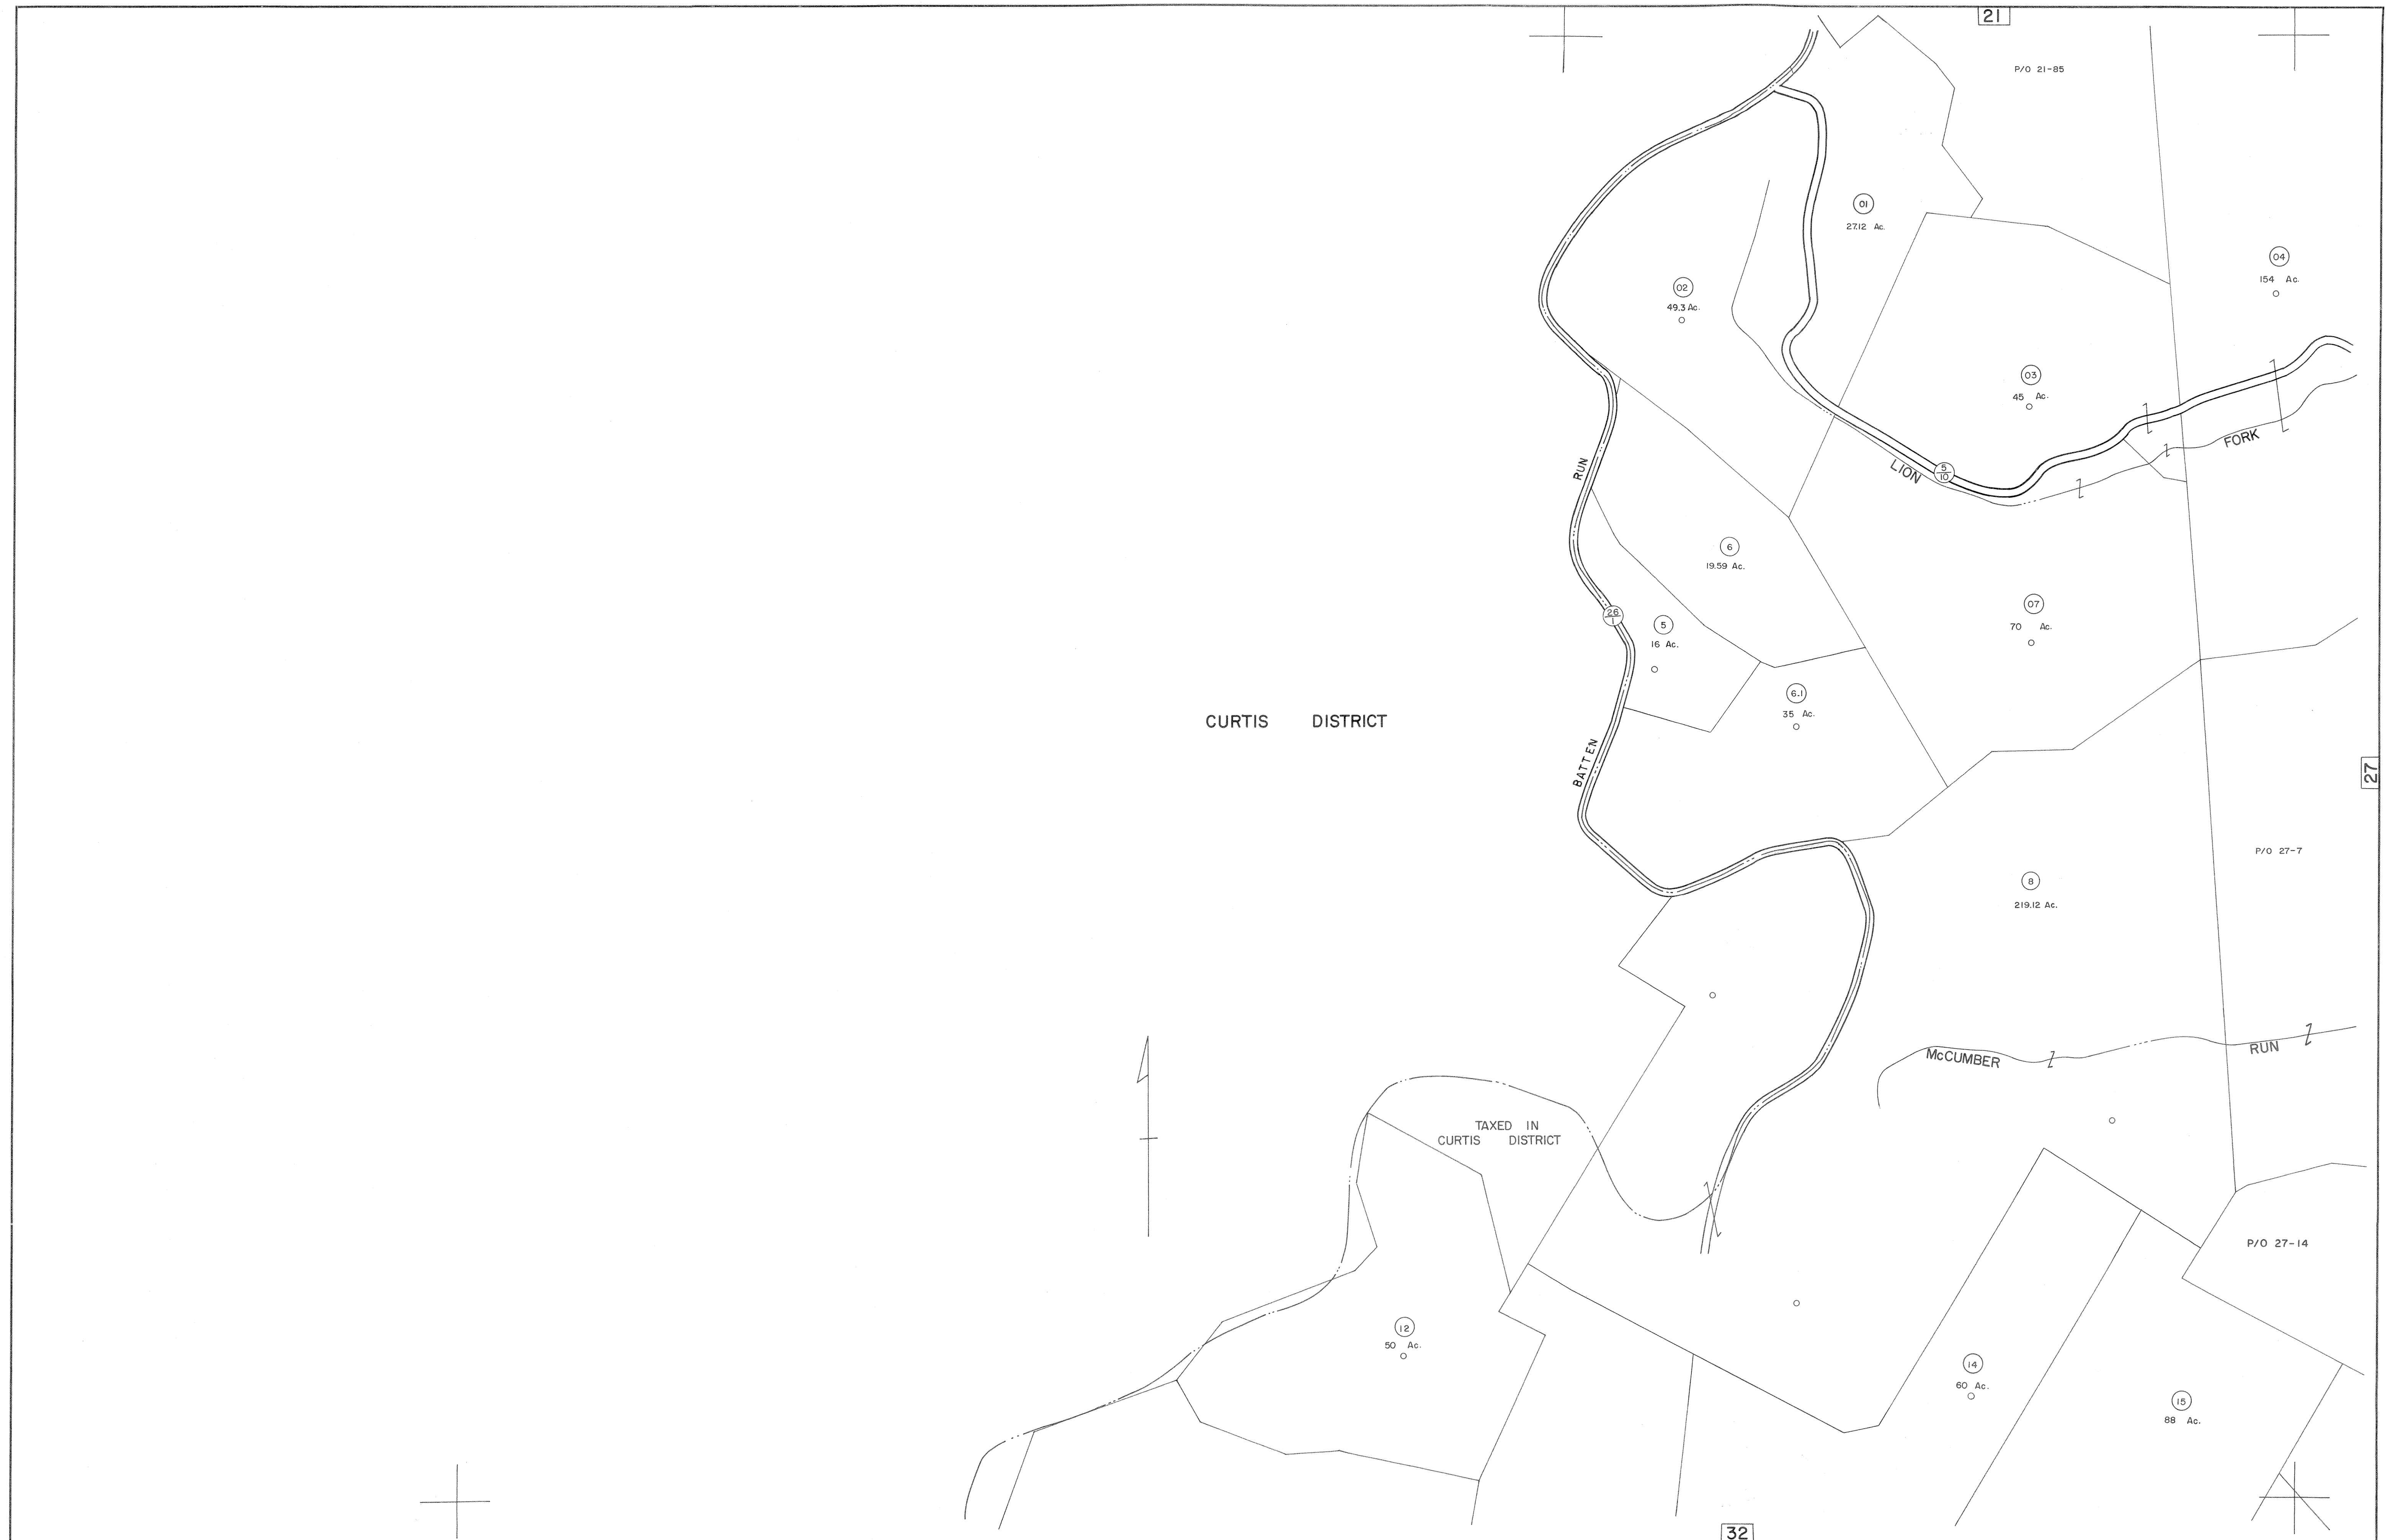 21
P/O 21-85
01
27.12 Ac.
04
154 Ac.
02
49.3 Ac.
03
45 Ac.
FORK
RUN
LION
5
10
6
19.59 Ac.
07
70 Ac.
26
1
5
16 Ac.
6.1
35 Ac.
CURTIS DISTRICT
BATTEN
27
P/O 27-7
8
219.12 Ac.
McCUMBER
RUN
TAXED IN
CURTIS DISTRICT
P/O 27-14
12
50 Ac.
14
60 Ac.
15
88 Ac.
32